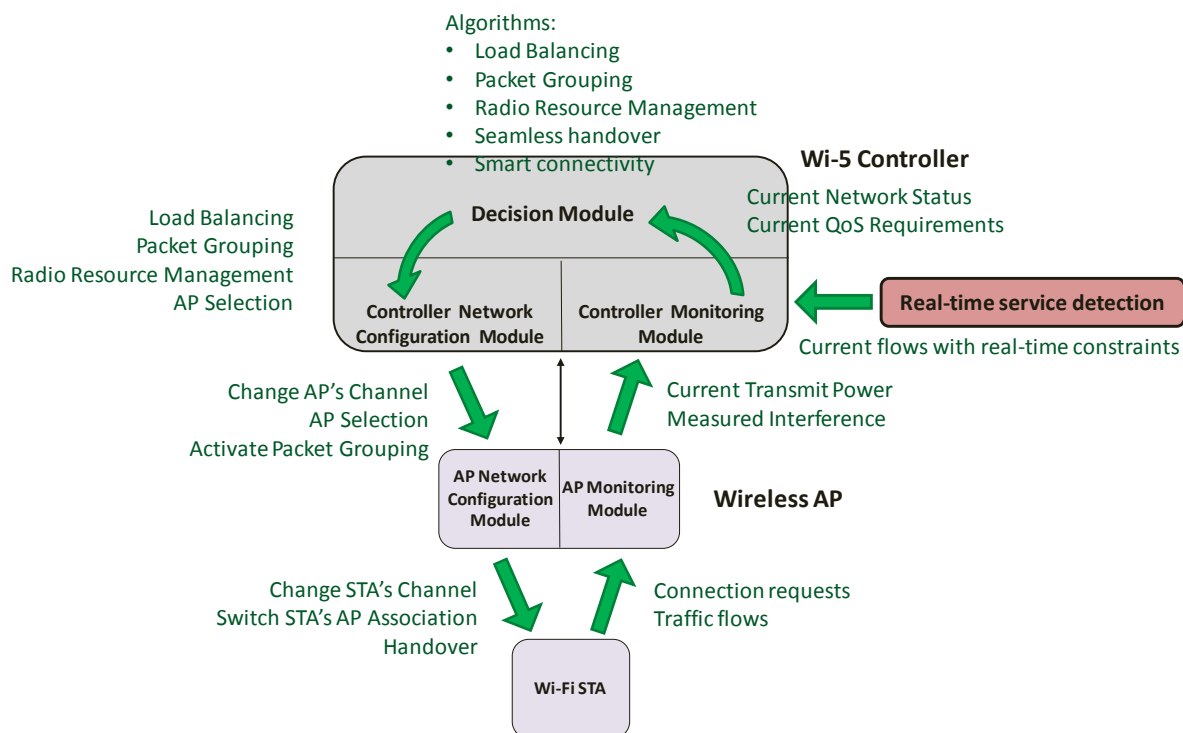 Algorithms:
• Load Balancing
• Packet Grouping
• Radio Resource Management
• Seamless handover
• Smart connectivity
Wi-5 Controller
Current Network Status
Current QoS Requirements
Decision Module
Load Balancing
Packet Grouping
Radio Resource Management
AP Selection
Controller Network
Configuration Module
Controller Monitoring
Module
Real-time service detection
Current flows with real-time constraints
Change AP's Channel
AP Selection
Activate Packet Grouping
Current Transmit Power
Measured Interference
AP Network
Configuration
Module
AP Monitoring
Module
Wireless AP
Change STA's Channel
Switch STA's AP Association
Handover
Connection requests
Traffic flows
Wi-Fi STA